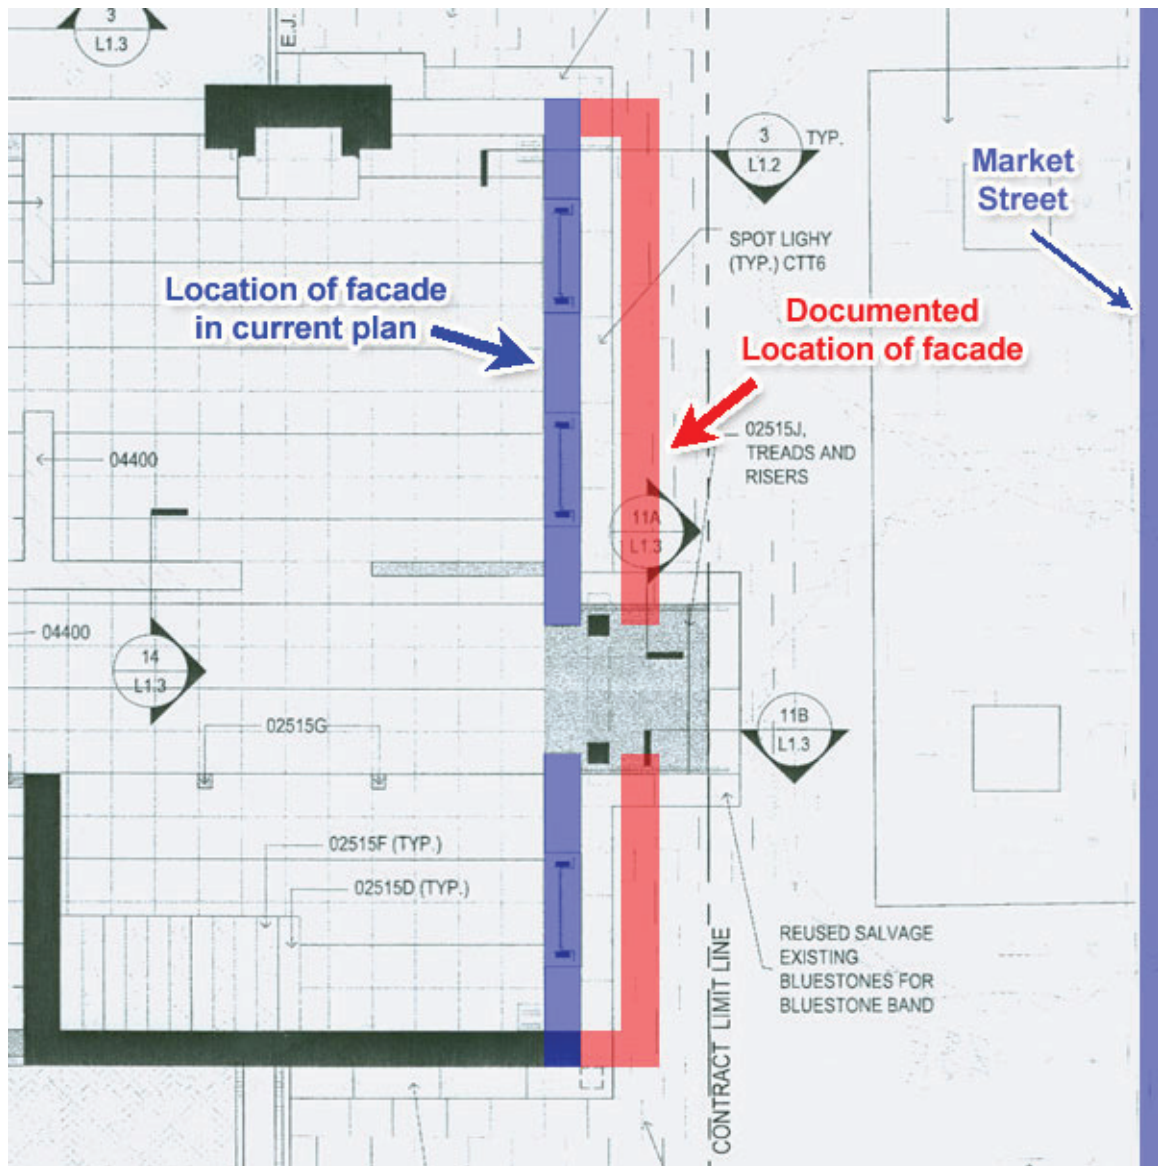 3
L1.3
E.J.
3
L1.2
TYP.
Market
Street
SPOT LIGHY
(TYP.) CTT6
Location of facade
in current plan
Documented
Location of facade
02515J,
TREADS AND
RISERS
04400
11A
L1.3
04400
14
L1.3
02515G
11B
L1.3
02515F (TYP.)
02515D (TYP.)
REUSED SALVAGE
EXISTING
BLUESTONES FOR
BLUESTONE BAND
CONTRACT LIMIT LINE